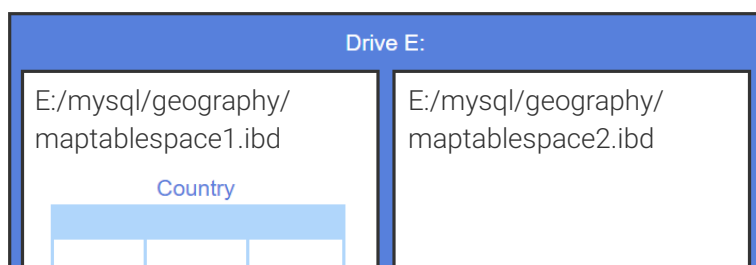 Drive E:
E:/mysql/geography/
maptablespace1.ibd
Country
E:/mysql/geography/
maptablespace2.ibd